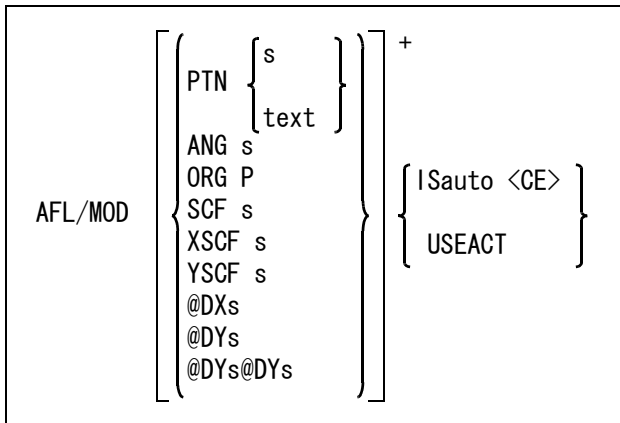 +
s
PTN
text
ANG s
ORG P
ISauto <CE>
AFL/MOD
SCF s
XSCF s
USEACT
YSCF s
@DXs
@DYs
@DYs@DYs